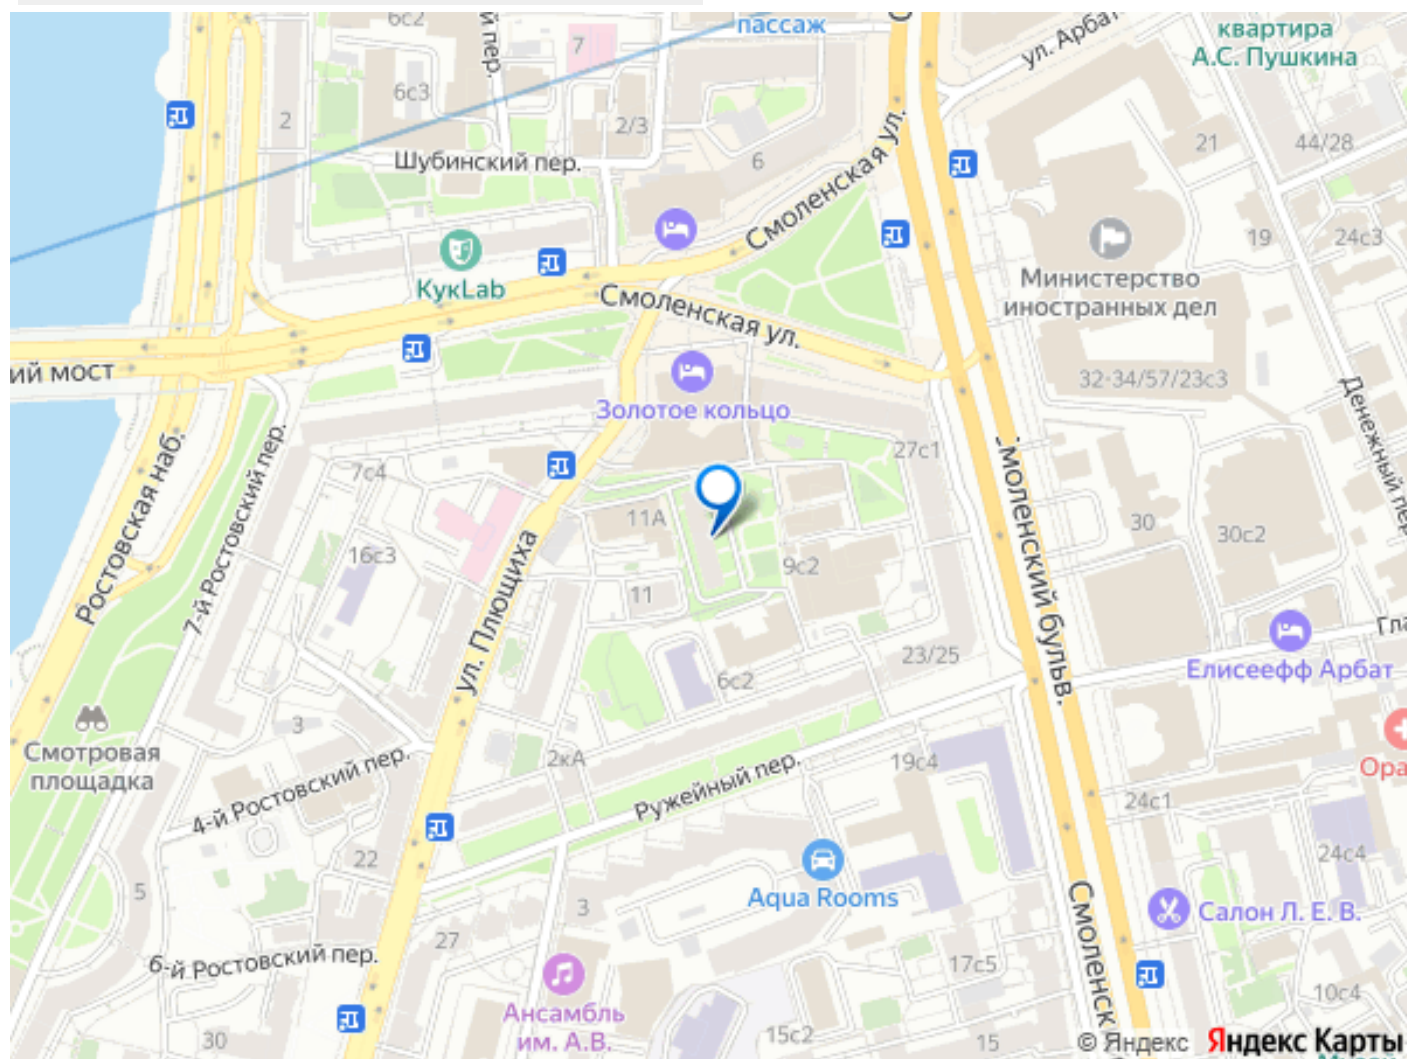 6с2
й пер.
7
пассаж
С
ул. Арбат
квартира
А.С. Пушкина
6с3
2
2/3
Шубинский пер.
6
Смоленская ул.
21
44/28
19
24с3
КукLab
Министерство
иностранных дел
Смоленская ул.
ий мост
32-34/57/23с3
Золотое кольцо
Денежный пер
27с1
7с4
Ростовская наб.
7-й Ростовский пер.
11А
моленский бульв.
30
30с2
16с3
ул. Плющиха
9с2
11
Гла
23/25
Елисеефф Арбат
6с2
3
Смотровая
площадка
2кА
19с4
Ора
4-й Ростовский пер.
Ружейный пер.
24с1
22
24с4
5
Aqua Rooms
3
Смоленск
Салон Л. Е. В.
27
6-й Ростовский пер.
17с5
10с4
Ансамбль
им. А.В.
30
15с2
15
© Яндекс Яндекс Карты